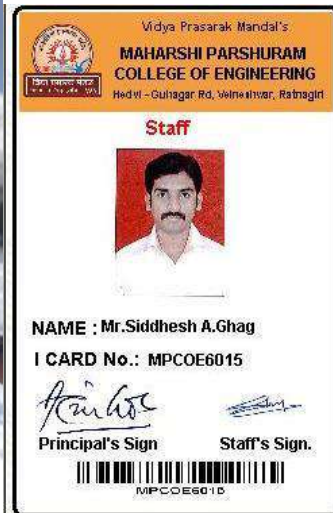 Vidya Prasarak Mandal's
MAHARSHI PARSHURAM
COLLEGE OF ENGINEERING
Hedvi - Guhagar Rd, Velneshwar, Ratnagiri
Staff
NAME : Mr.Siddhesh A.Ghag
I CARD No.: MPCOE6015
Principal's Sign Staff's Sign.
MPCOE6015